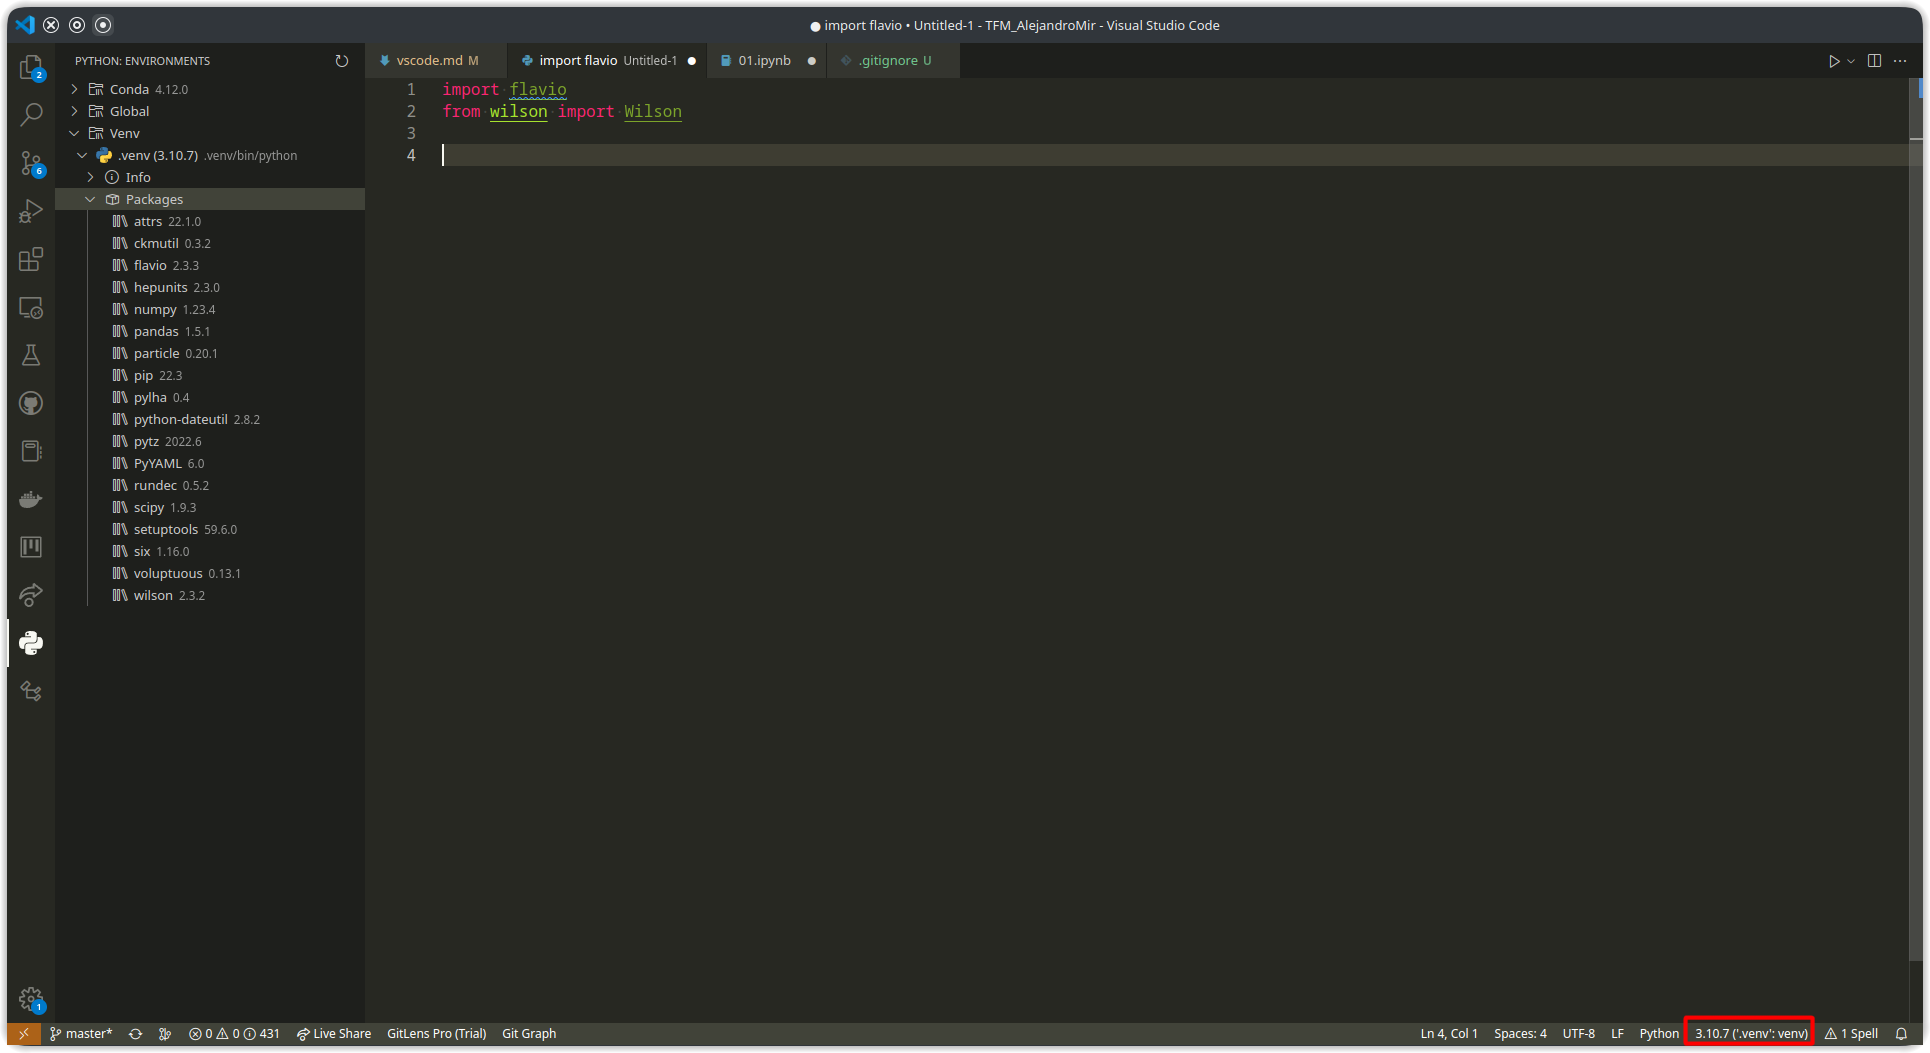 ● import flavio • Untitled-1 - TFM_AlejandroMir - Visual Studio Code
PYTHON: ENVIRONMENTS
vscode.md M
import flavio Untitled-1 ●
01.ipynb ●
.gitignore U
2
6
Conda 4.12.0
Global
Venv
.venv (3.10.7) .venv/bin/python
Info
Packages
attrs 22.1.0
ckmutil 0.3.2
flavio 2.3.3
hepunits 2.3.0
numpy 1.23.4
pandas 1.5.1
particle 0.20.1
pip 22.3
pylha 0.4
python-dateutil 2.8.2
pytz 2022.6
PyYAML 6.0
rundec 0.5.2
scipy 1.9.3
setuptools 59.6.0
six 1.16.0
voluptuous 0.13.1
wilson 2.3.2
1 import flavio
2 from wilson import Wilson
3
4
1
master* 0 0 431 Live Share GitLens Pro (Trial) Git Graph Ln 4, Col 1 Spaces: 4 UTF-8 LF Python 3.10.7 ('.venv': venv) 1 Spell